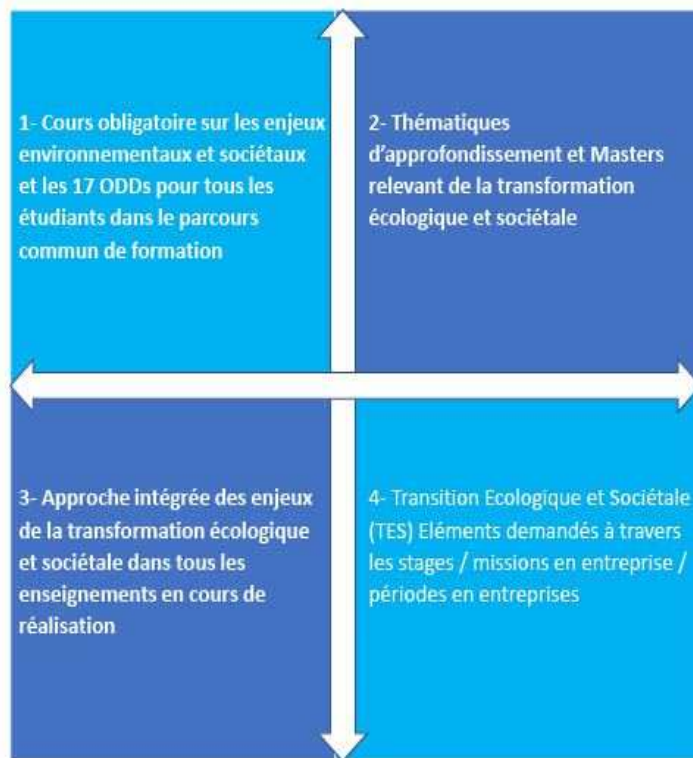 1- Cours obligatoire sur les enjeux
environnementaux et sociétaux
et les 17 ODDs pour tous les
étudiants dans le parcours
commun de formation
2- Thématiques
d'approfondissement et Masters
relevant de la transformation
écologique et sociétale
3- Approche intégrée des enjeux
de la transformation écologique
et sociétale dans tous les
enseignements en cours de
réalisation
4- Transition Ecologique et Sociétale
(TES) Eléments demandés à travers
les stages / missions en entreprise /
périodes en entreprises